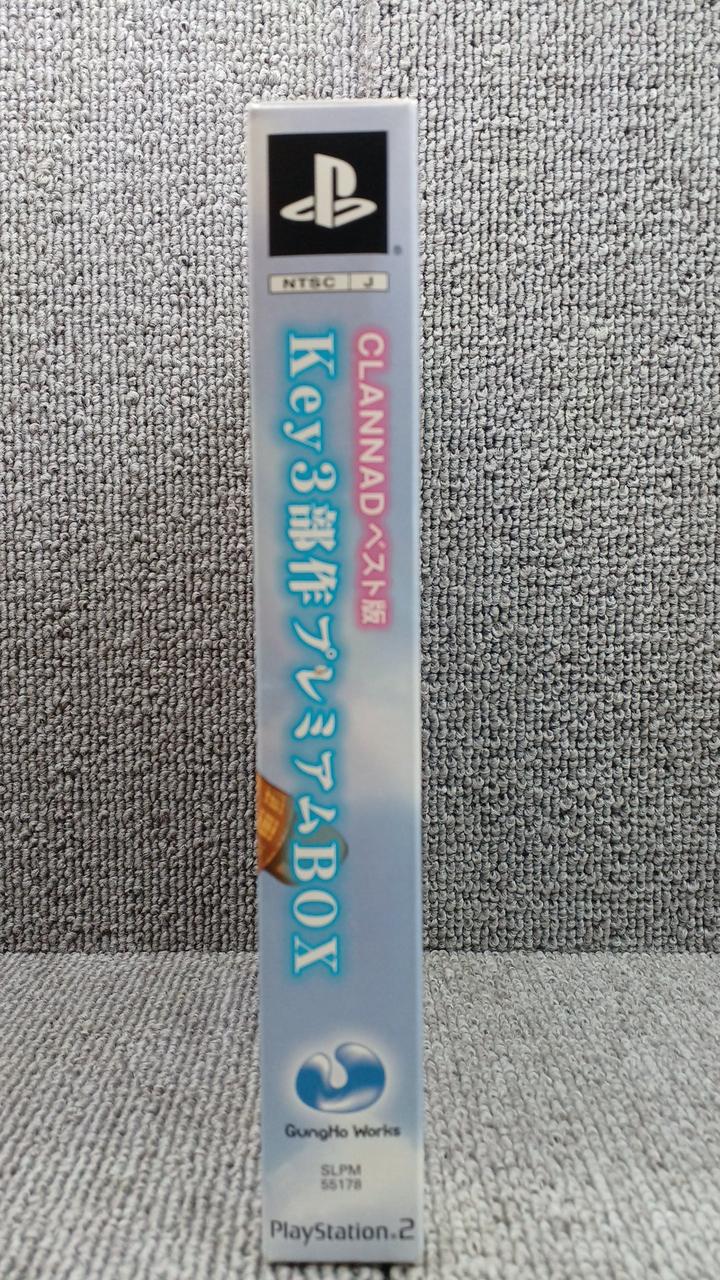 NTSC J
CLANNADベスト版
Key3部作プレミアムBOX
GungHo Works
SLPM
55178
PlayStation.2